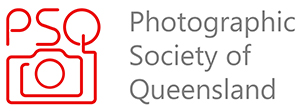 PSQ
Photographic
Society of
Queensland